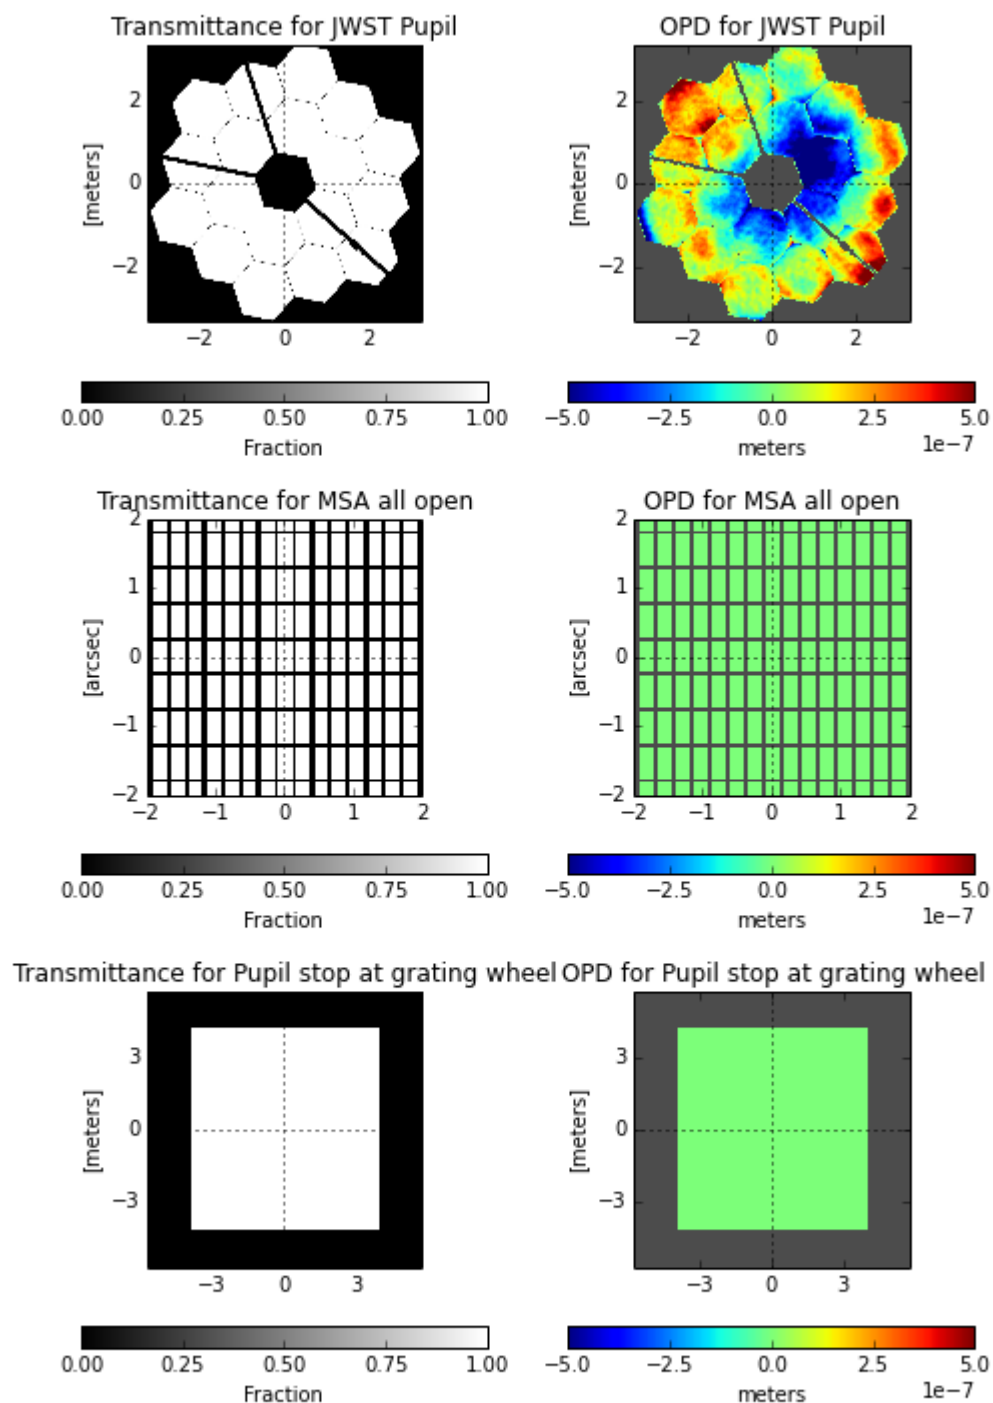 Transmittance for JWST Pupil
OPD for JWST Pupil
[meters]
2
0
−2
−2 0 2
[meters]
2
0
−2
−2 0 2
0.00 0.25 0.50 0.75 1.00
Fraction
−5.0 −2.5 0.0 2.5 5.0
1e−7
meters
Transmittance for MSA all open
OPD for MSA all open
[arcsec]
2
1
0
−1
−2
−2 −1 0 1 2
[arcsec]
2
1
0
−1
−2
−2 −1 0 1 2
0.00 0.25 0.50 0.75 1.00
Fraction
−5.0 −2.5 0.0 2.5 5.0
1e−7
meters
Transmittance for Pupil stop at grating wheel
OPD for Pupil stop at grating wheel
[meters]
3
0
−3
−3 0 3
[meters]
3
0
−3
−3 0 3
0.00 0.25 0.50 0.75 1.00
Fraction
−5.0 −2.5 0.0 2.5 5.0
1e−7
meters